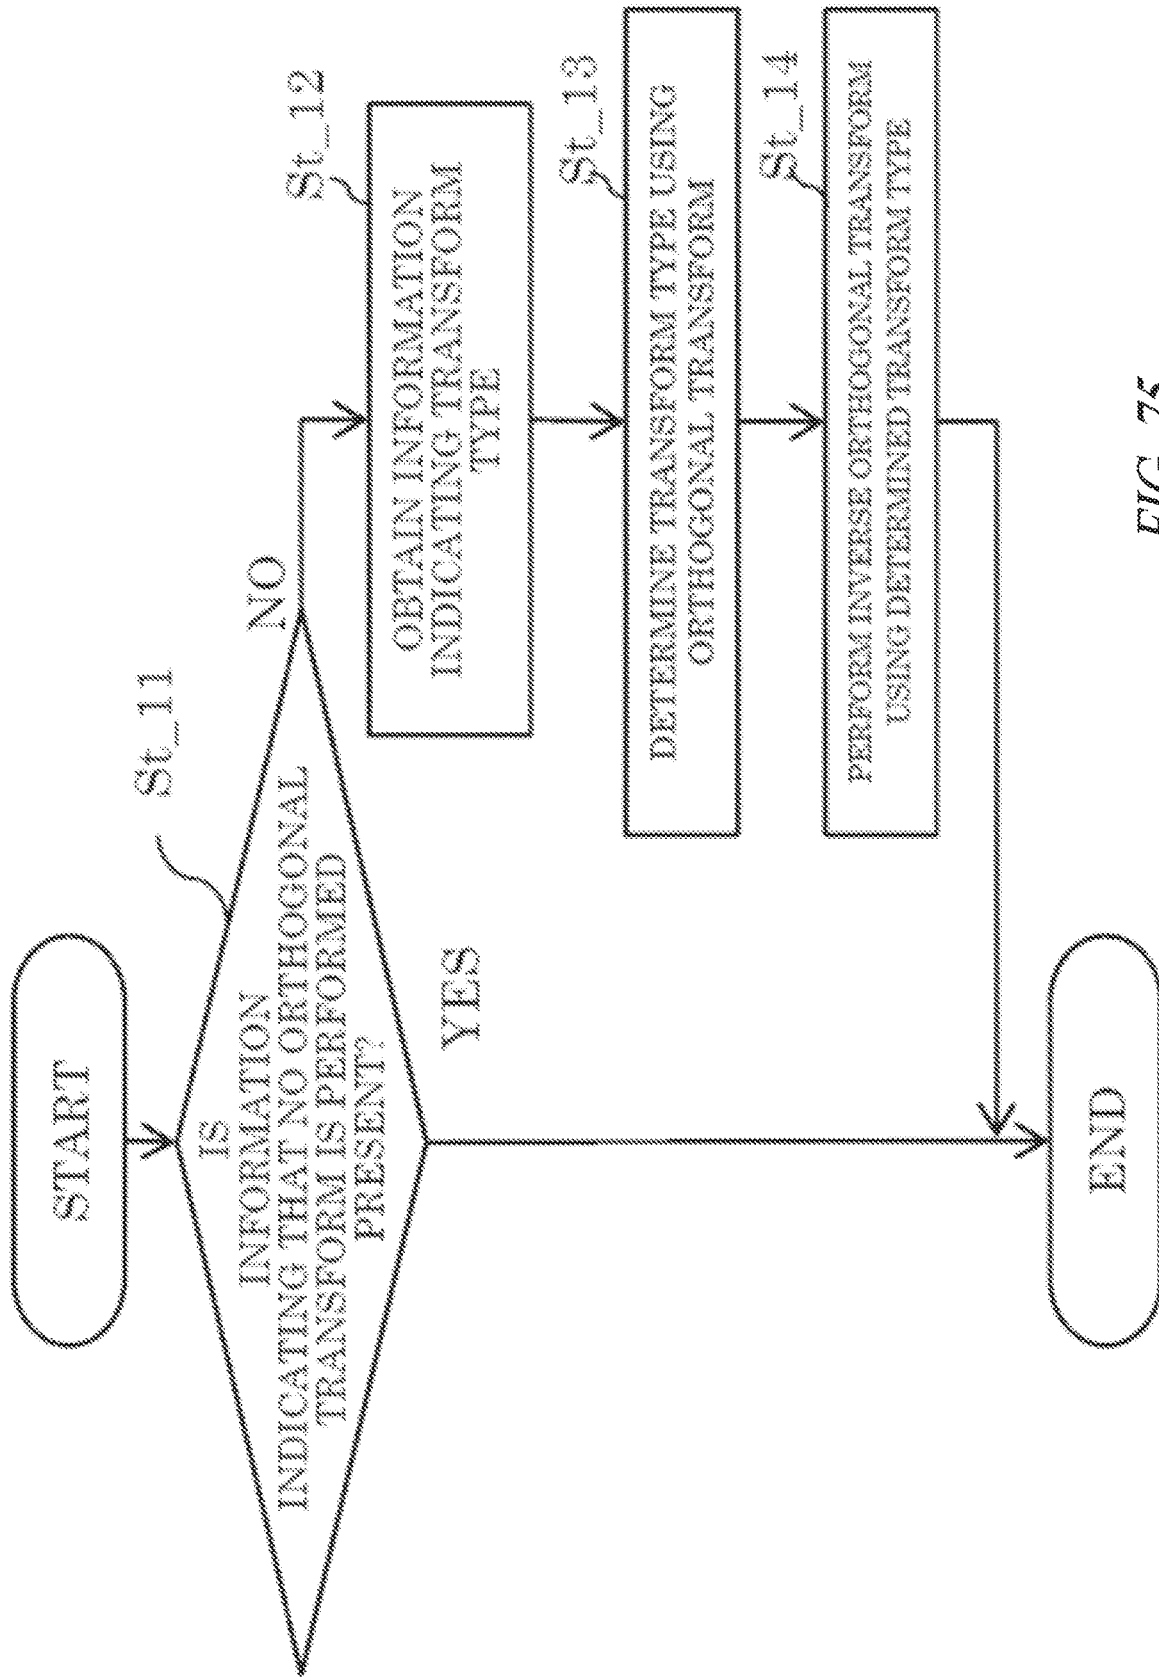 START
St_11
IS
INFORMATION
INDICATING THAT NO ORTHOGONAL
TRANSFORM IS PERFORMED
PRESENT?
NO
YES
St_12
OBTAIN INFORMATION
INDICATING TRANSFORM
TYPE
St_13
DETERMINE TRANSFORM TYPE USING
ORTHOGONAL TRANSFORM
St_14
PERFORM INVERSE ORTHOGONAL TRANSFORM
USING DETERMINED TRANSFORM TYPE
END
FIG. 75